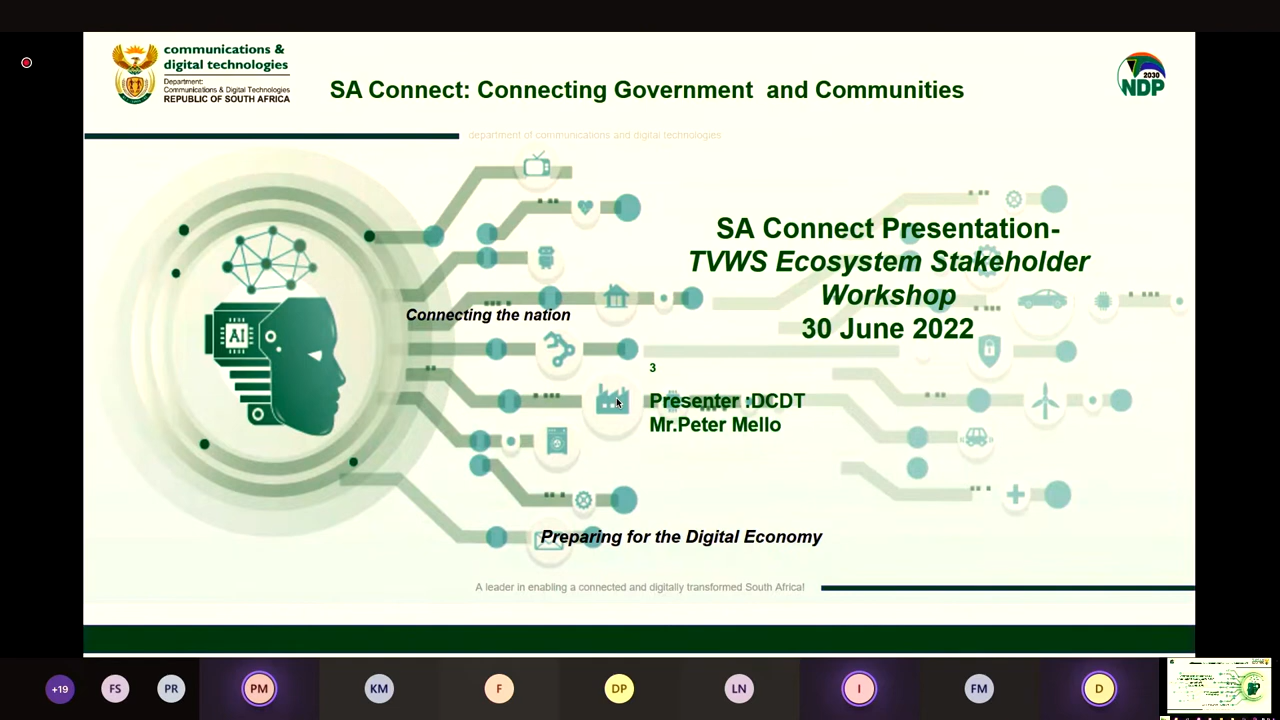 communications &
digital technologies
Department:
Communications & Digital Technologies
REPUBLIC OF SOUTH AFRICA
SA Connect: Connecting Government and Communities
2030
NDP
department of communications and digital technologies
SA Connect Presentation-
TVWS Ecosystem Stakeholder
Workshop
30 June 2022
Connecting the nation
AI
3
Presenter :DCDT
Mr.Peter Mello
Preparing for the Digital Economy
A leader in enabling a connected and digitally transformed South Africa!
+19
FS
PR
PM
KM
F
DP
LN
I
FM
D